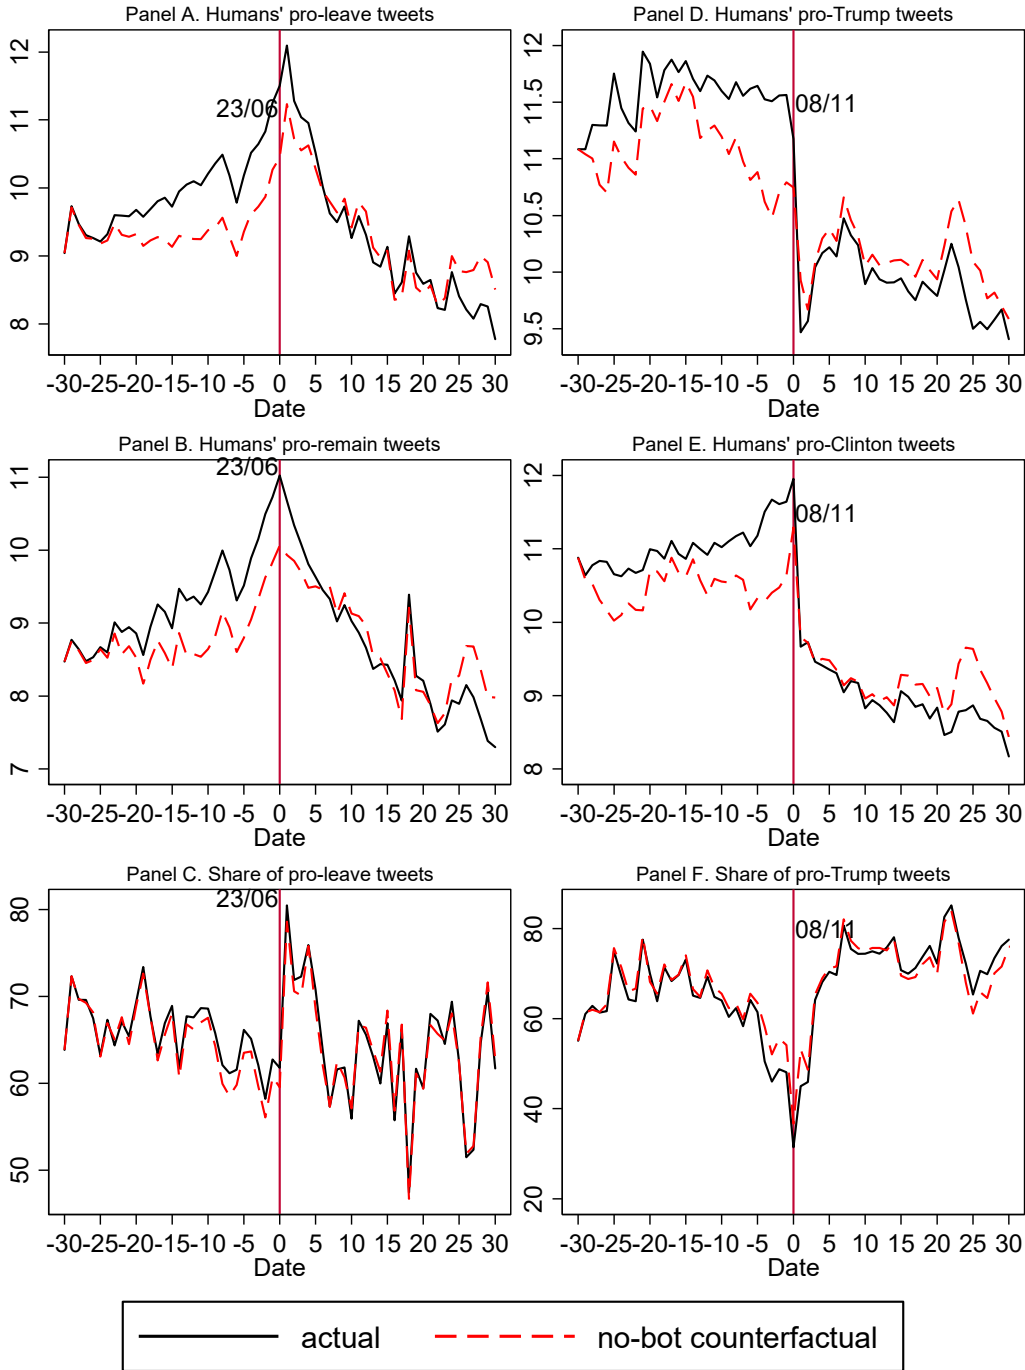 Panel A. Humans' pro-leave tweets
12
11
10
9
8
23/06
-30 -25 -20 -15 -10 -5 0 5 10 15 20 25 30
Date
Panel D. Humans' pro-Trump tweets
12
11.5
11
10.5
10
9.5
08/11
-30 -25 -20 -15 -10 -5 0 5 10 15 20 25 30
Date
Panel B. Humans' pro-remain tweets
11
10
9
8
7
23/06
-30 -25 -20 -15 -10 -5 0 5 10 15 20 25 30
Date
Panel E. Humans' pro-Clinton tweets
12
11
10
9
8
08/11
-30 -25 -20 -15 -10 -5 0 5 10 15 20 25 30
Date
Panel C. Share of pro-leave tweets
80
70
60
50
23/06
-30 -25 -20 -15 -10 -5 0 5 10 15 20 25 30
Date
Panel F. Share of pro-Trump tweets
80
60
40
20
08/11
-30 -25 -20 -15 -10 -5 0 5 10 15 20 25 30
Date
actual
no-bot counterfactual